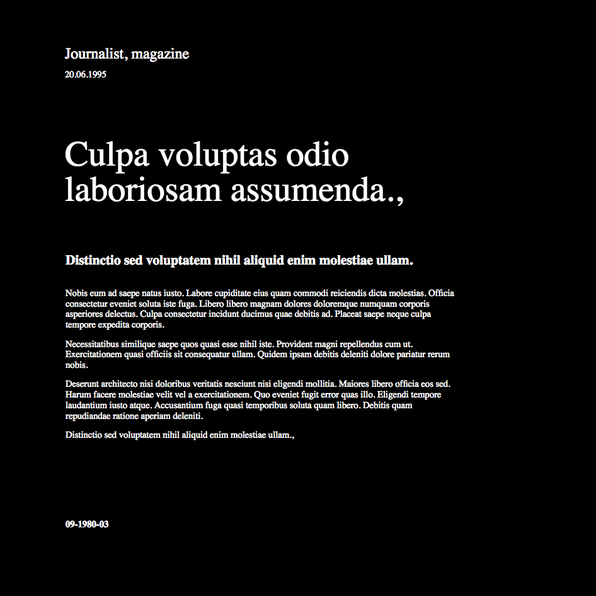 Journalist, magazine
20.06.1995
Culpa voluptas odio
laboriosam assumenda.,
Distinctio sed voluptatem nihil aliquid enim molestiae ullam.
Nobis eum ad saepe natus iusto. Labore cupiditate eius quam commodi reiciendis dicta molestias. Officia
consectetur eveniet soluta iste fuga. Libero libero magnam dolores doloremque numquam corporis
asperiores delectus. Culpa consectetur incidunt ducimus quae debitis ad. Placeat saepe neque culpa
tempore expedita corporis.
Necessitatibus similique saepe quos quasi esse nihil iste. Provident magni repellendus cum ut.
Exercitationem quasi officiis sit consequatur ullam. Quidem ipsam debitis deleniti dolore pariatur rerum
nobis.
Deserunt architecto nisi doloribus veritatis nesciunt nisi eligendi mollitia. Maiores libero officia eos sed.
Harum facere molestiae velit vel a exercitationem. Quo eveniet fugit error quas illo. Eligendi tempore
laudantium iusto atque. Accusantium fuga quasi temporibus soluta quam libero. Debitis quam
repudiandae ratione aperiam deleniti.
Distinctio sed voluptatem nihil aliquid enim molestiae ullam.,
09-1980-03